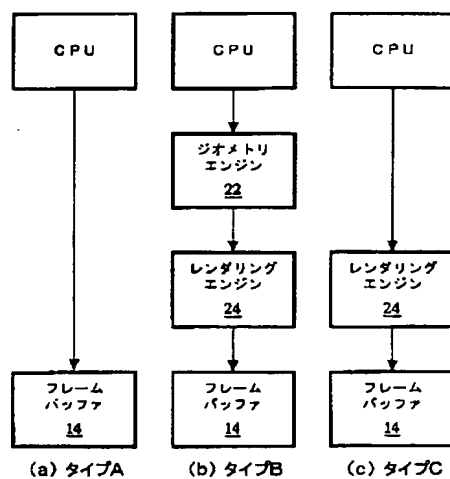 CPU
CPU
CPU
ジオメトリ
エンジン
22
レンダリング
エンジン
24
レンダリング
エンジン
24
フレーム
バッファ
14
フレーム
バッファ
14
フレーム
バッファ
14
(a) タイプA
(b) タイプB
(c) タイプC